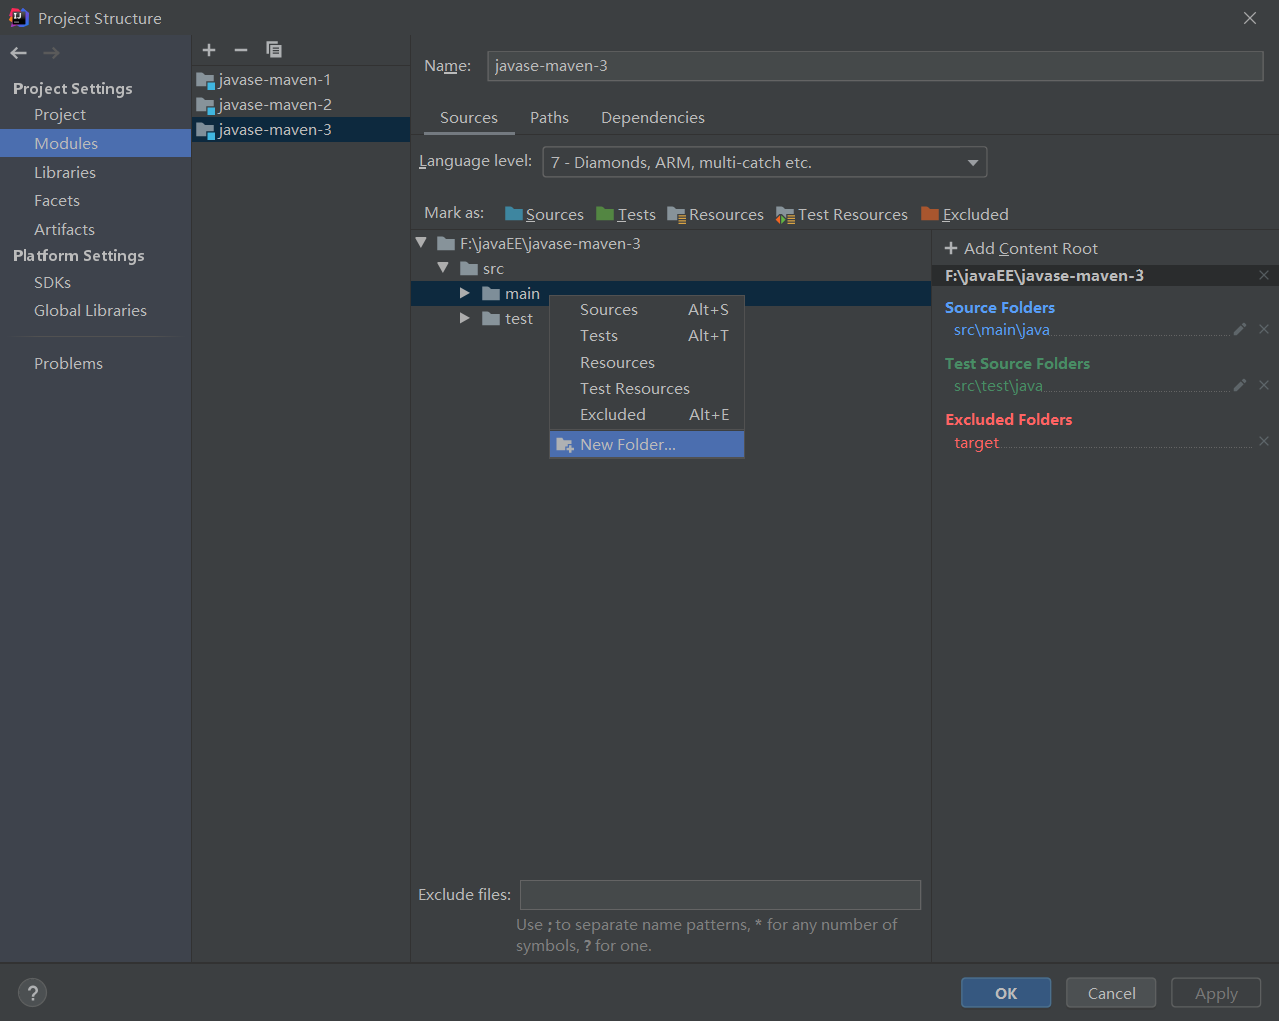 Project Structure
Project Settings
Project
Modules
Libraries
Facets
Artifacts
Platform Settings
SDKs
Global Libraries
Problems
javase-maven-1
javase-maven-2
javase-maven-3
Name: javase-maven-3
Sources Paths Dependencies
Language level: 7 - Diamonds, ARM, multi-catch etc.
Mark as: Sources Tests Resources Test Resources Excluded
F:\javaEE\javase-maven-3
src
main
test
Sources Alt+S
Tests Alt+T
Resources
Test Resources
Excluded Alt+E
New Folder...
Add Content Root
F:\javaEE\javase-maven-3
Source Folders
src\main\java
Test Source Folders
src\test\java
Excluded Folders
target
Exclude files:
Use ; to separate name patterns, * for any number of
symbols, ? for one.
? OK Cancel Apply